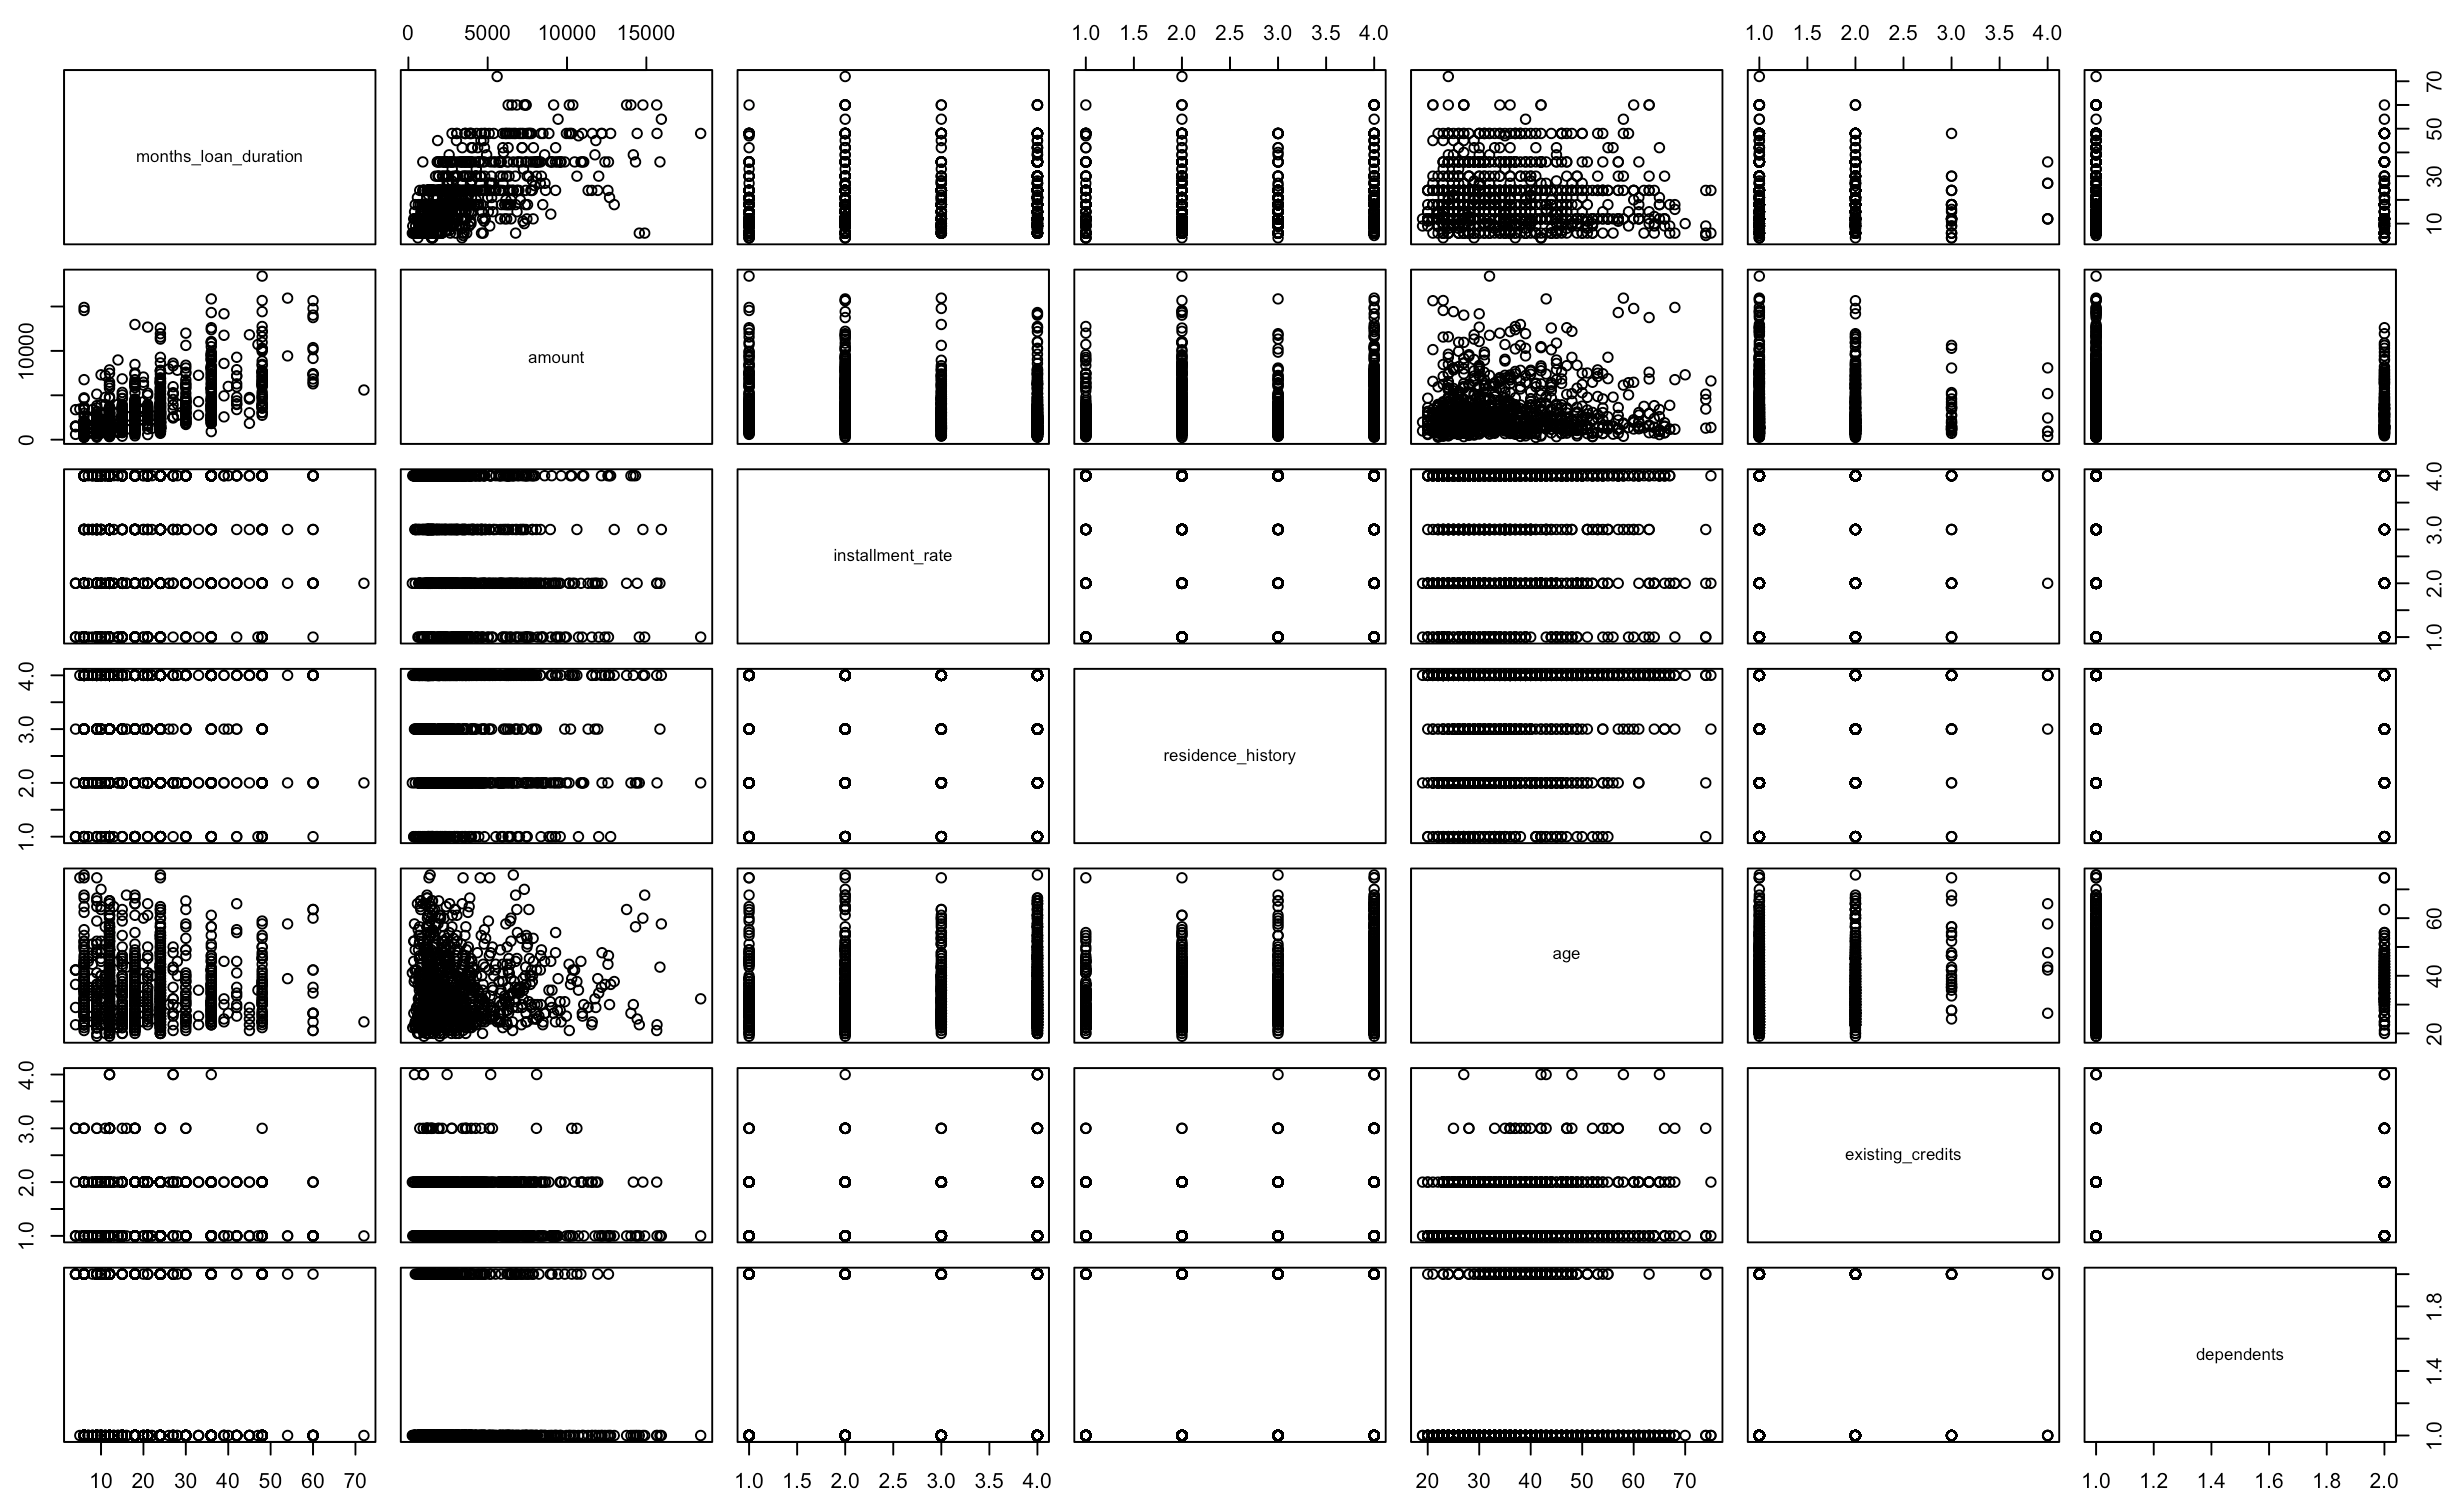 0 5000 10000 15000 1.0 1.5 2.0 2.5 3.0 3.5 4.0 1.0 1.5 2.0 2.5 3.0 3.5 4.0
months_loan_duration
10 30 50 70
0 10000
amount
installment_rate
1.0 2.0 3.0 4.0
1.0 2.0 3.0 4.0
residence_history
age
20 40 60
1.0 2.0 3.0 4.0
existing_credits
dependents
1.0 1.4 1.8
10 20 30 40 50 60 70 1.0 1.5 2.0 2.5 3.0 3.5 4.0 20 30 40 50 60 70 1.0 1.2 1.4 1.6 1.8 2.0